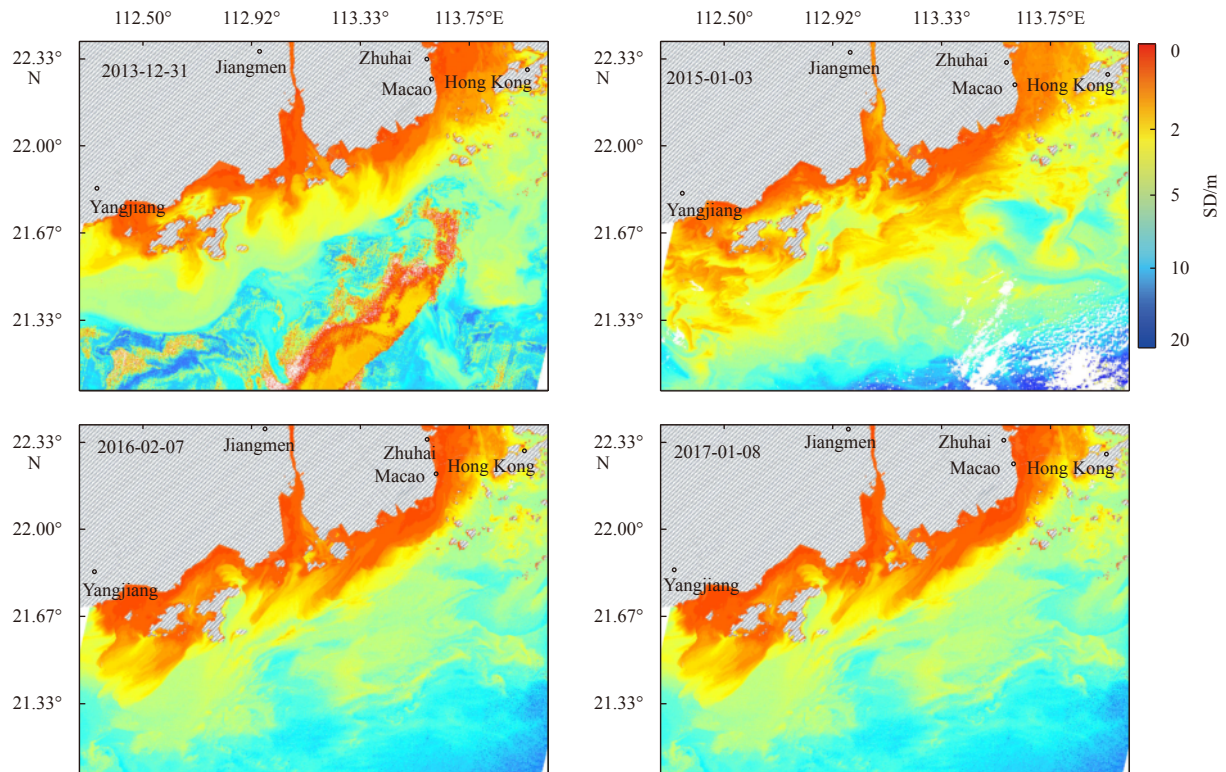 112.50° 112.92° 113.33° 113.75°E 112.50° 112.92° 113.33° 113.75°E
22.33°
N
22.00°
21.67°
21.33°
2013-12-31
Jiangmen
Zhuhai
Macao
Hong Kong
Yangjiang
2015-01-03
Jiangmen
Zhuhai
Macao
Hong Kong
Yangjiang
0
2
5
10
20
SD/m
22.33°
N
22.00°
21.67°
21.33°
22.33°
N
22.00°
21.67°
21.33°
2016-02-07
Jiangmen
Zhuhai
Macao
Hong Kong
Yangjiang
22.33°
N
22.00°
21.67°
21.33°
2017-01-08
Jiangmen
Zhuhai
Macao
Hong Kong
Yangjiang